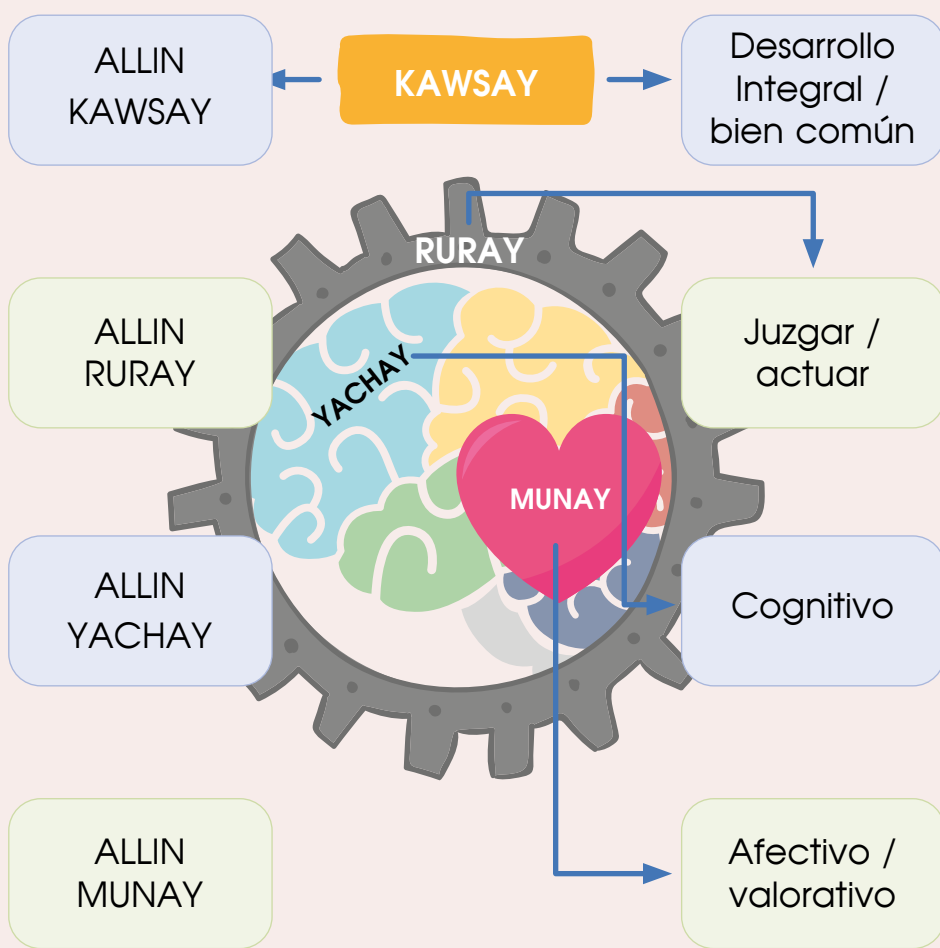 ALLIN
KAWSAY
KAWSAY
Desarrollo
Integral /
bien común
RURAY
ALLIN
RURAY
YACHAY
Juzgar /
actuar
MUNAY
ALLIN
YACHAY
Cognitivo
ALLIN
MUNAY
Afectivo /
valorativo